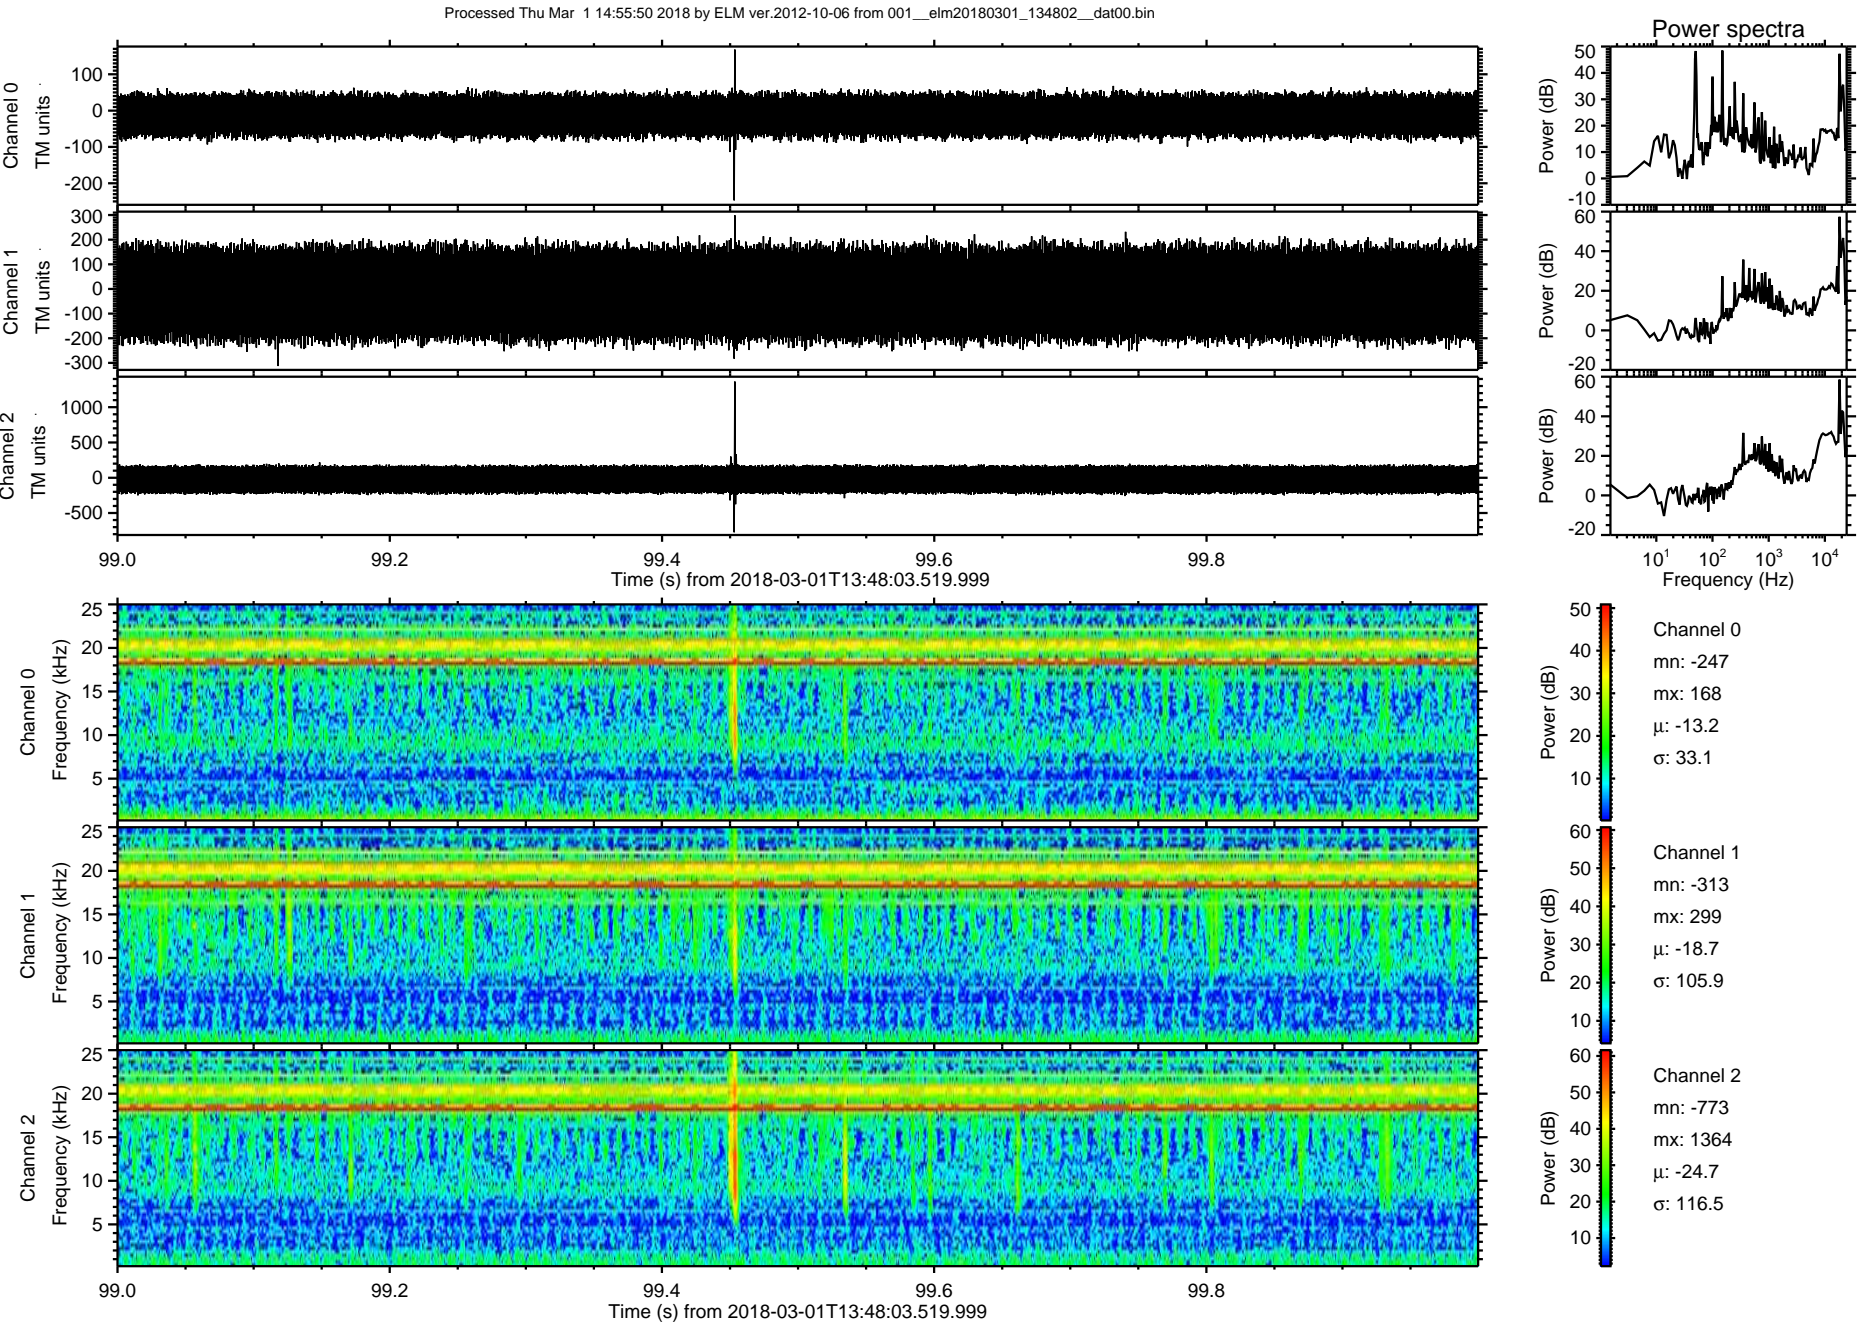 Processed Thu Mar  1 14:55:50 2018 by ELM ver.2012-10-06 from 001__elm20180301_134802__dat00.bin
Power spectra
Channel 0
TM units
100
0
-100
-200
Power (dB)
50
40
30
20
10
0
-10
Channel 1
TM units
300
200
100
0
-100
-200
-300
Power (dB)
60
40
20
0
-20
Channel 2
TM units
1000
500
0
-500
Power (dB)
60
40
20
0
-20
99.0 99.2 99.4 99.6 99.8
Time (s) from 2018-03-01T13:48:03.519.999
10^1 10^2 10^3 10^4
Frequency (Hz)
Channel 0
Frequency (kHz)
25
20
15
10
5
Power (dB)
50
40
30
20
10
Channel 0
mn: -247
mx: 168
μ: -13.2
σ: 33.1
Channel 1
Frequency (kHz)
25
20
15
10
5
Power (dB)
60
50
40
30
20
10
Channel 1
mn: -313
mx: 299
μ: -18.7
σ: 105.9
Channel 2
Frequency (kHz)
25
20
15
10
5
Power (dB)
60
50
40
30
20
10
Channel 2
mn: -773
mx: 1364
μ: -24.7
σ: 116.5
99.0 99.2 99.4 99.6 99.8
Time (s) from 2018-03-01T13:48:03.519.999